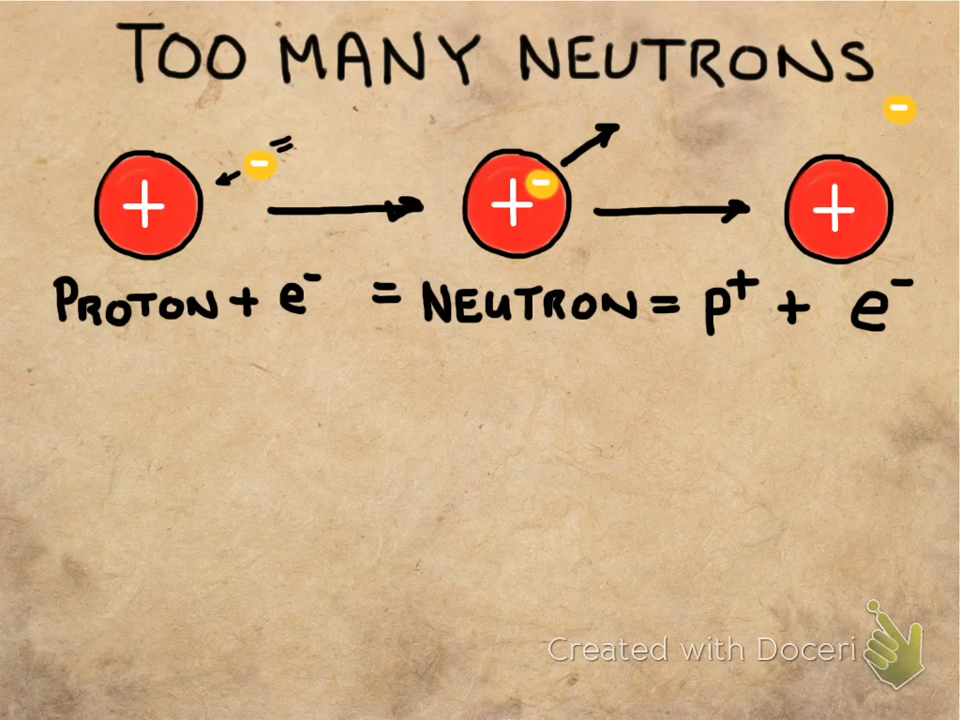 TOO MANY NEUTRONS
PROTON + e⁻ = NEUTRON = p⁺ + e⁻
Created with Doceri